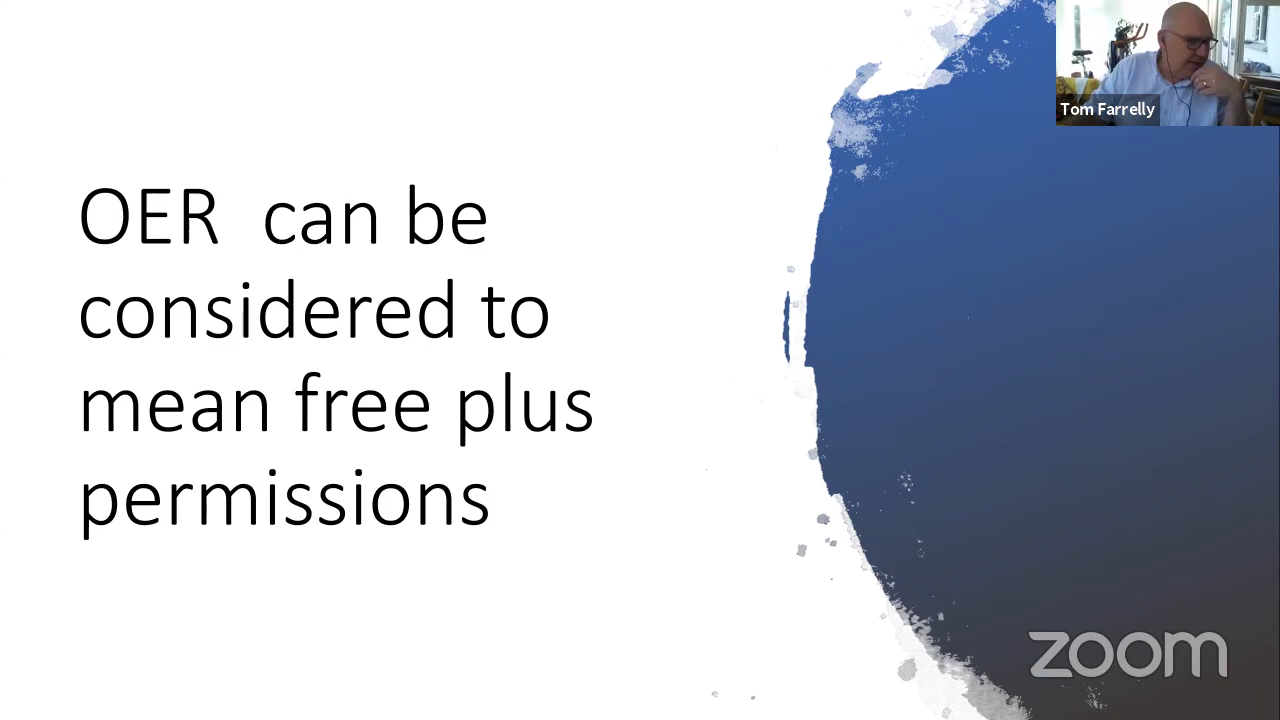 OER  can be
considered to
mean free plus
permissions
Tom Farrelly
zoom